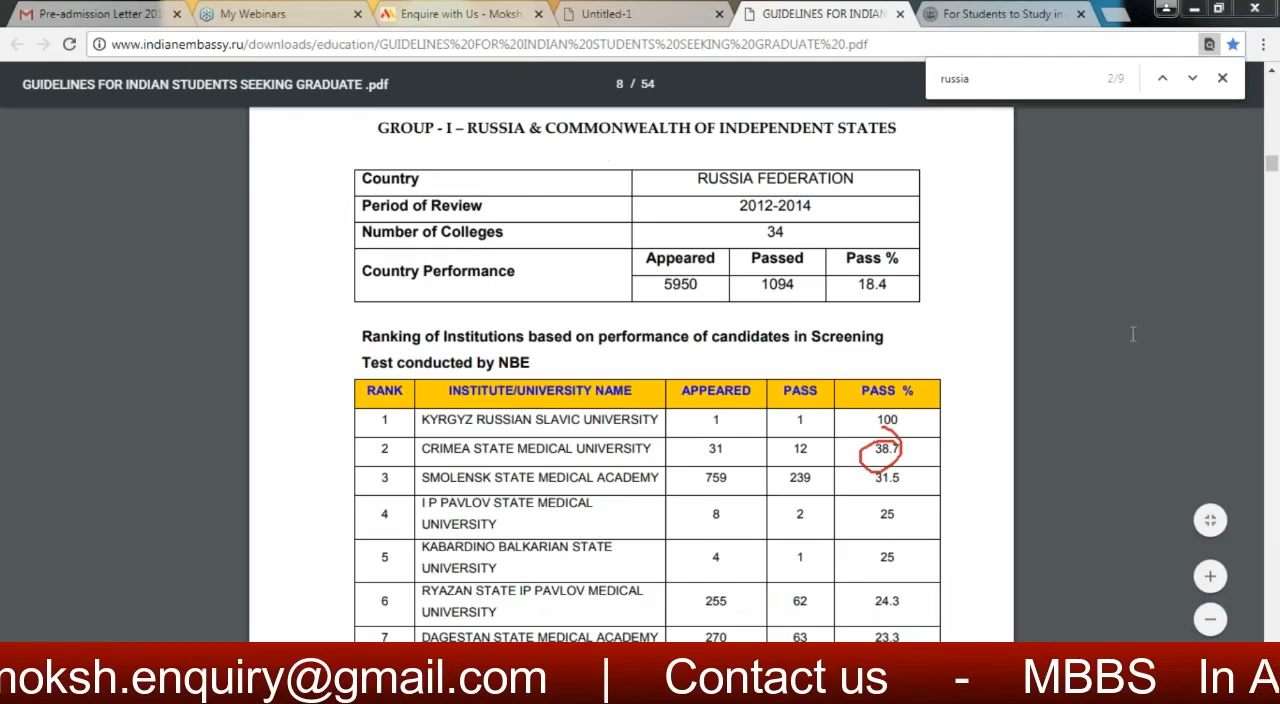 Pre-admission Letter 201
My Webinars
Enquire with Us - Moksh
Untitled-1
GUIDELINES FOR INDIAN
For Students to Study in
www.indianembassy.ru/downloads/education/GUIDELINES%20FOR%20INDIAN%20STUDENTS%20SEEKING%20GRADUATE%20.pdf
GUIDELINES FOR INDIAN STUDENTS SEEKING GRADUATE .pdf
8 / 54
russia
2/9
GROUP - I – RUSSIA & COMMONWEALTH OF INDEPENDENT STATES
Country RUSSIA FEDERATION
Period of Review 2012-2014
Number of Colleges 34
Country Performance
Appeared Passed Pass %
5950 1094 18.4
Ranking of Institutions based on performance of candidates in Screening
Test conducted by NBE
RANK INSTITUTE/UNIVERSITY NAME APPEARED PASS PASS %
1 KYRGYZ RUSSIAN SLAVIC UNIVERSITY 1 1 100
2 CRIMEA STATE MEDICAL UNIVERSITY 31 12 38.7
3 SMOLENSK STATE MEDICAL ACADEMY 759 239 31.5
4 I P PAVLOV STATE MEDICAL
UNIVERSITY 8 2 25
5 KABARDINO BALKARIAN STATE
UNIVERSITY 4 1 25
6 RYAZAN STATE IP PAVLOV MEDICAL
UNIVERSITY 255 62 24.3
7 DAGESTAN STATE MEDICAL ACADEMY 270 63 23.3
moksh.enquiry@gmail.com | Contact us - MBBS In A